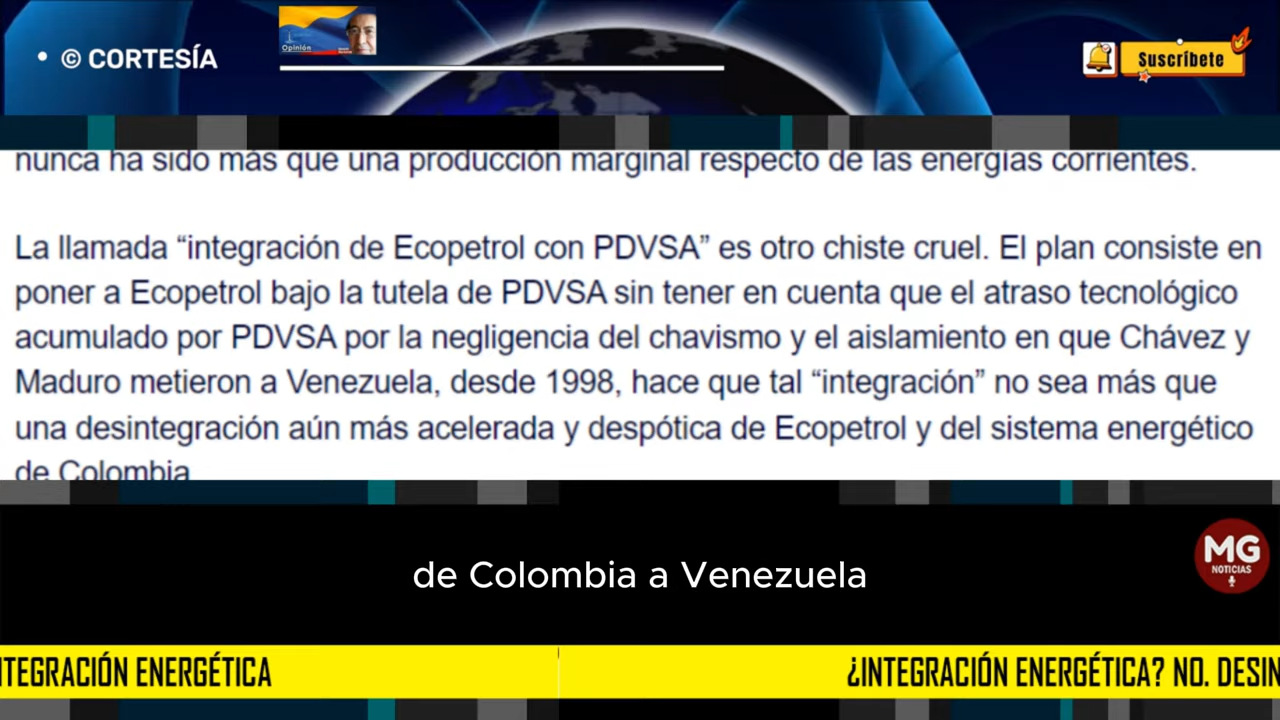 • © CORTESÍA
Opinión
Suscríbete
nunca ha sido más que una producción marginal respecto de las energías corrientes.
La llamada “integración de Ecopetrol con PDVSA” es otro chiste cruel. El plan consiste en
poner a Ecopetrol bajo la tutela de PDVSA sin tener en cuenta que el atraso tecnológico
acumulado por PDVSA por la negligencia del chavismo y el aislamiento en que Chávez y
Maduro metieron a Venezuela, desde 1998, hace que tal “integración” no sea más que
una desintegración aún más acelerada y despótica de Ecopetrol y del sistema energético
de Colombia
de Colombia a Venezuela
MG
NOTICIAS
NTEGRACIÓN ENERGÉTICA
¿INTEGRACIÓN ENERGÉTICA? NO. DESIN